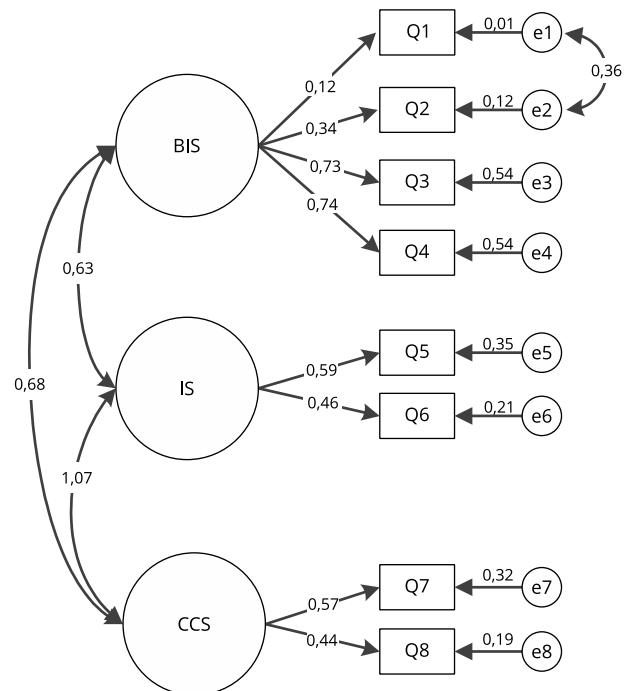 Q1
0,01
e1
0,36
0,12
Q2
0,12
e2
0,34
BIS
0,73
Q3
0,54
e3
0,74
Q4
0,54
e4
0,63
0,68
IS
0,59
Q5
0,35
e5
0,46
Q6
0,21
e6
1,07
CCS
0,57
Q7
0,32
e7
0,44
Q8
0,19
e8